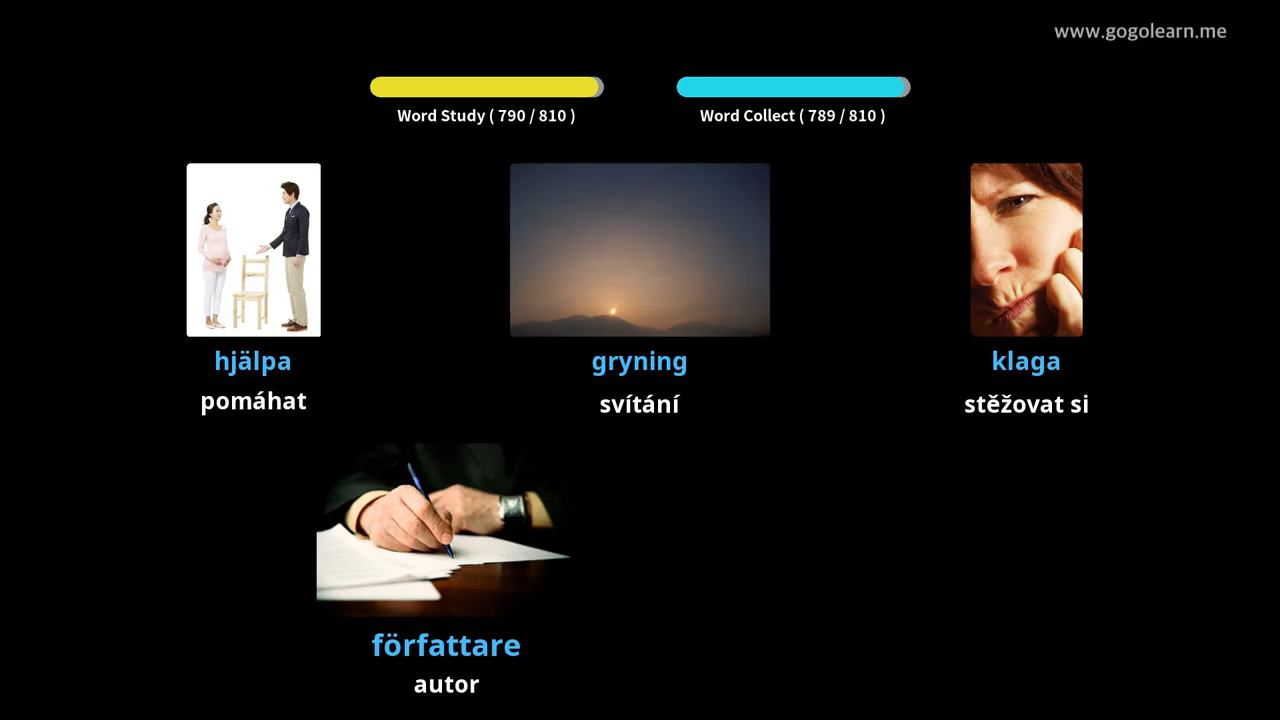 www.gogolearn.me
Word Study ( 790 / 810 )
Word Collect ( 789 / 810 )
hjälpa
pomáhat
gryning
svítání
klaga
stěžovat si
författare
autor